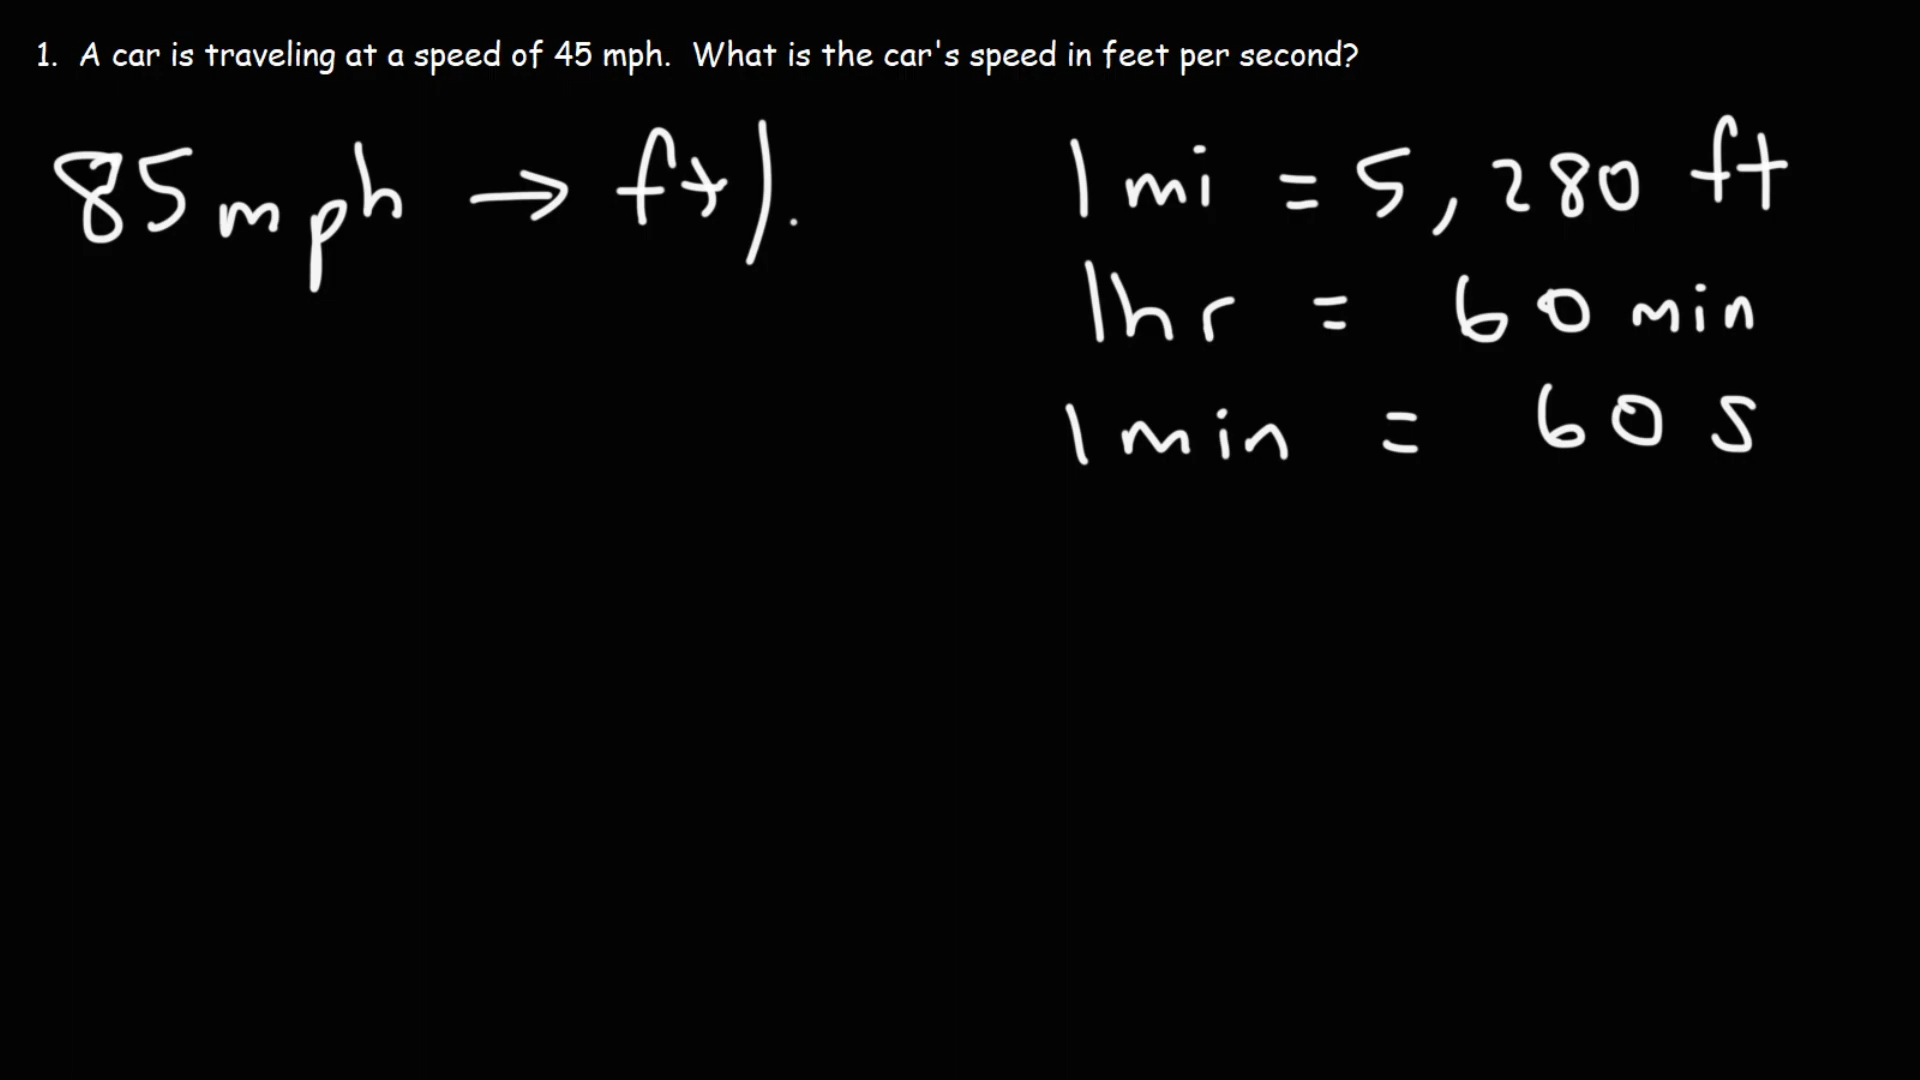 1. A car is traveling at a speed of 45 mph. What is the car's speed in feet per second?
85 mph → ft/.
1 mi = 5,280 ft
1hr = 60 min
1 min = 60 s